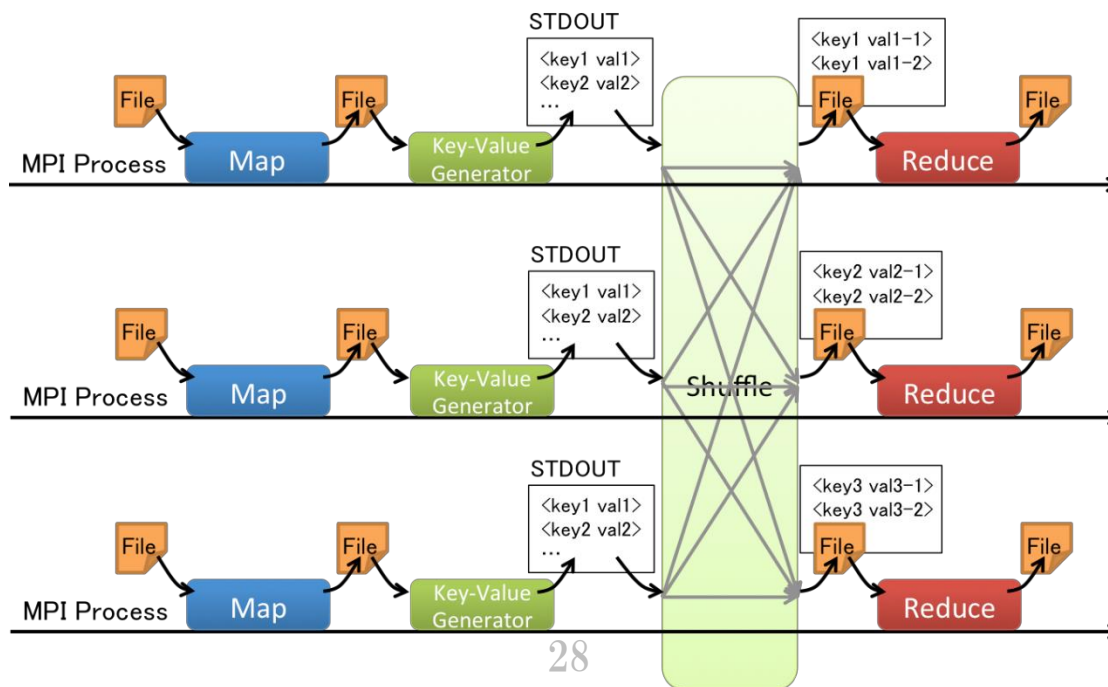 STDOUT
<key1 val1>
<key2 val2>
...
<key1 val1-1>
<key1 val1-2>
File
File
File
File
MPI Process
Map
Key-Value
Generator
Reduce
STDOUT
<key1 val1>
<key2 val2>
...
<key2 val2-1>
<key2 val2-2>
File
File
File
File
Shuffle
MPI Process
Map
Key-Value
Generator
Reduce
STDOUT
<key1 val1>
<key2 val2>
...
<key3 val3-1>
<key3 val3-2>
File
File
File
File
MPI Process
Map
Key-Value
Generator
Reduce
28